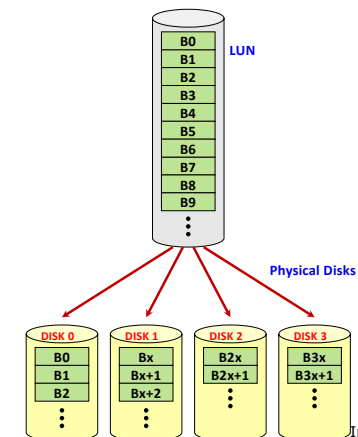 B0
LUN
B1
B2
B3
B4
B5
B6
B7
B8
B9
Physical Disks
DISK 0 DISK 1 DISK 2 DISK 3
B0 Bx B2x B3x
B1 Bx+1 B2x+1 B3x+1
B2 Bx+2